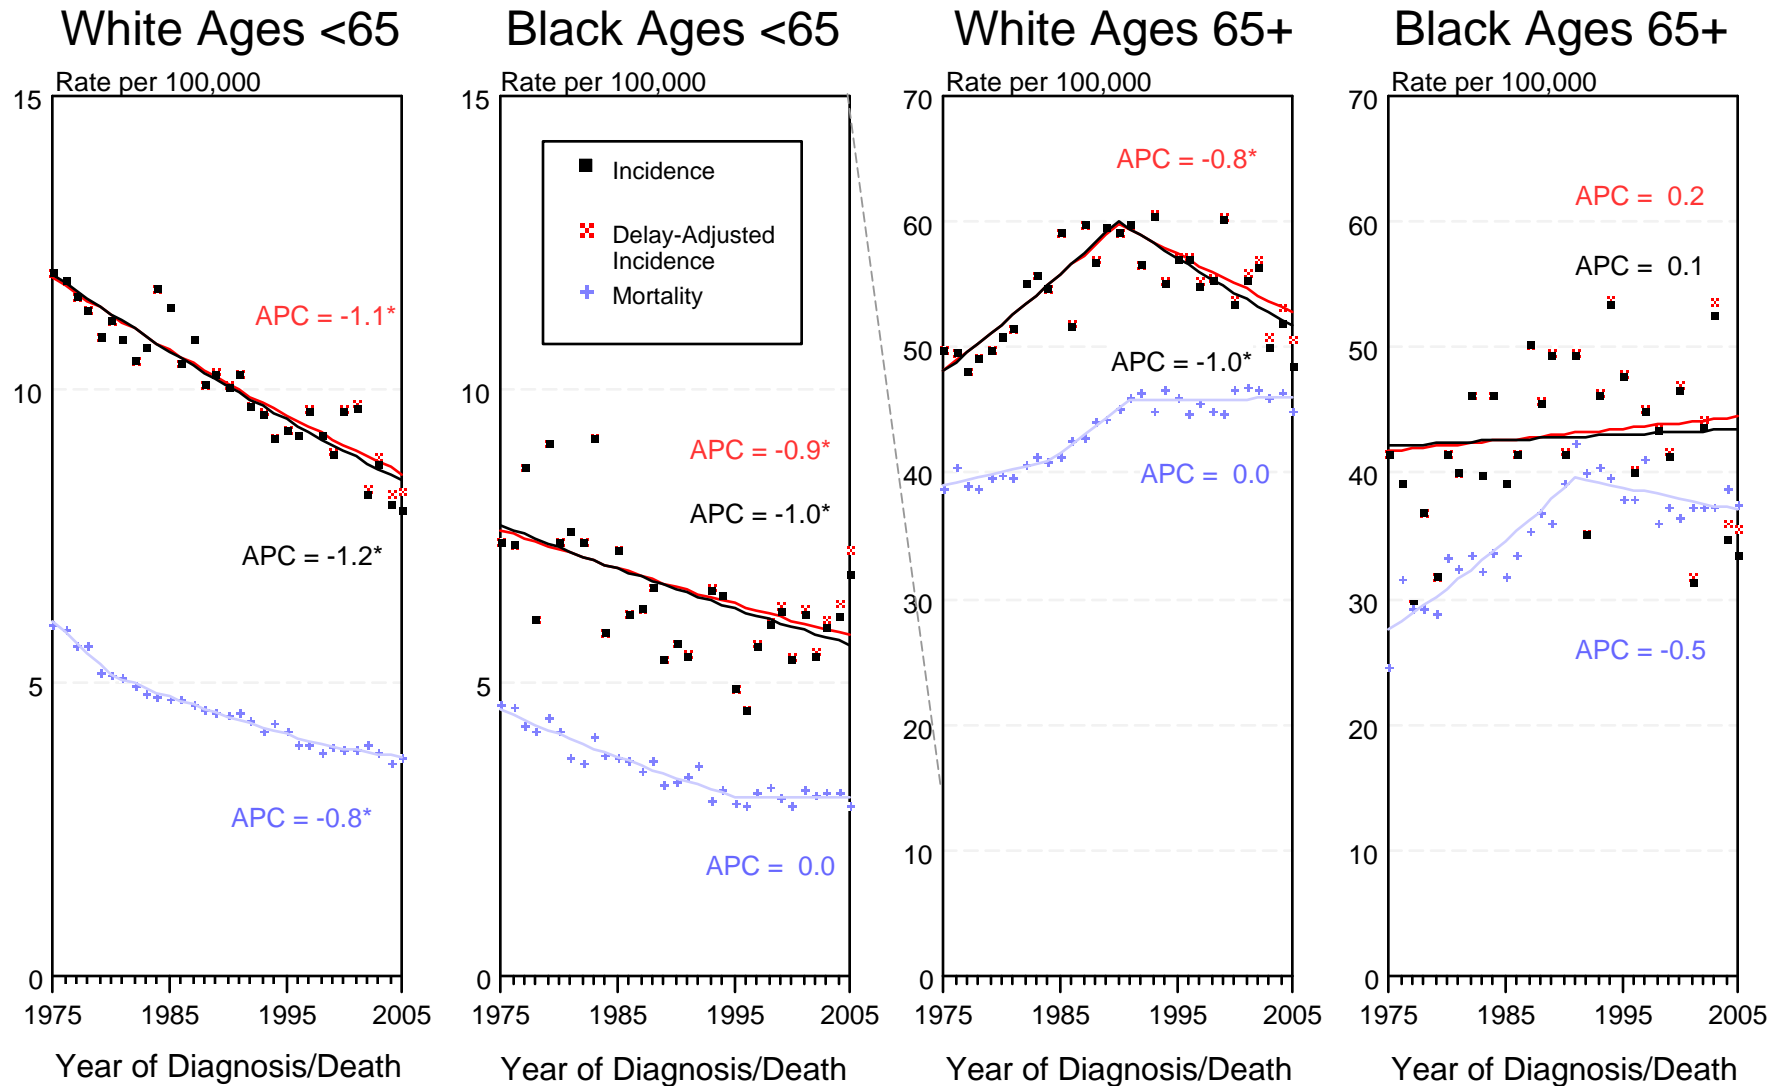 White Ages <65
Rate per 100,000
15
10
5
0
APC = -1.1*
APC = -1.2*
APC = -0.8*
1975 1985 1995 2005
Year of Diagnosis/Death
Black Ages <65
Rate per 100,000
15
10
5
0
Incidence
Delay-Adjusted
Incidence
Mortality
APC = -0.9*
APC = -1.0*
APC = 0.0
1975 1985 1995 2005
Year of Diagnosis/Death
White Ages 65+
Rate per 100,000
70
60
50
40
30
20
10
0
APC = -0.8*
APC = -1.0*
APC = 0.0
1975 1985 1995 2005
Year of Diagnosis/Death
Black Ages 65+
Rate per 100,000
70
60
50
40
30
20
10
0
APC = 0.2
APC = 0.1
APC = -0.5
1975 1985 1995 2005
Year of Diagnosis/Death